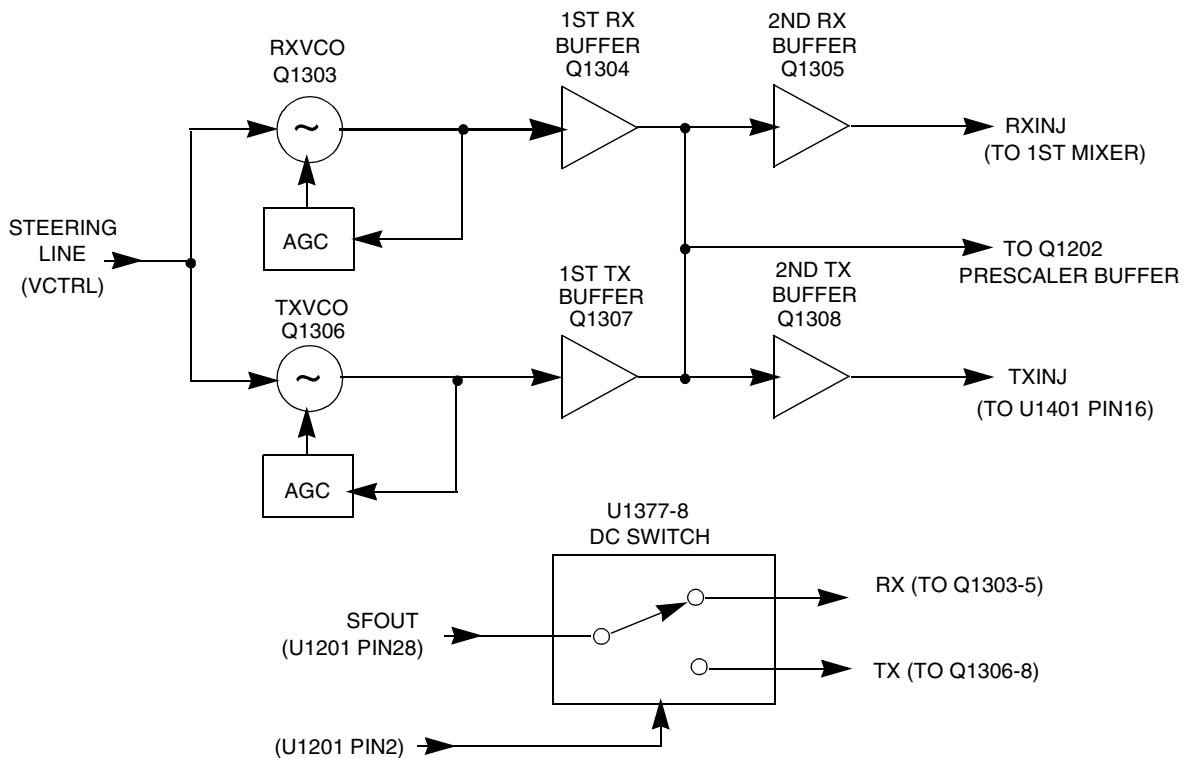 1ST RX
BUFFER
Q1304
2ND RX
BUFFER
Q1305
RXVCO
Q1303
~
RXINJ
(TO 1ST MIXER)
AGC
STEERING
LINE
(VCTRL)
TO Q1202
PRESCALER BUFFER
1ST TX
BUFFER
Q1307
2ND TX
BUFFER
Q1308
TXVCO
Q1306
~
TXINJ
(TO U1401 PIN16)
AGC
U1377-8
DC SWITCH
SFOUT
(U1201 PIN28)
RX (TO Q1303-5)
TX (TO Q1306-8)
(U1201 PIN2)